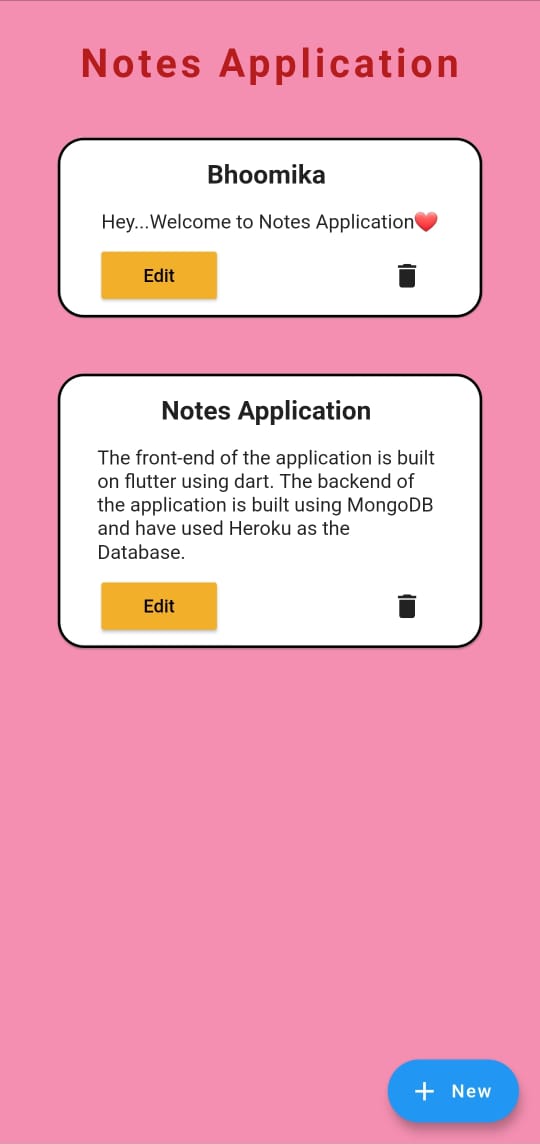 Notes Application
Bhoomika
Hey...Welcome to Notes Application❤️
Edit
Notes Application
The front-end of the application is built
on flutter using dart. The backend of
the application is built using MongoDB
and have used Heroku as the
Database.
Edit
+ New